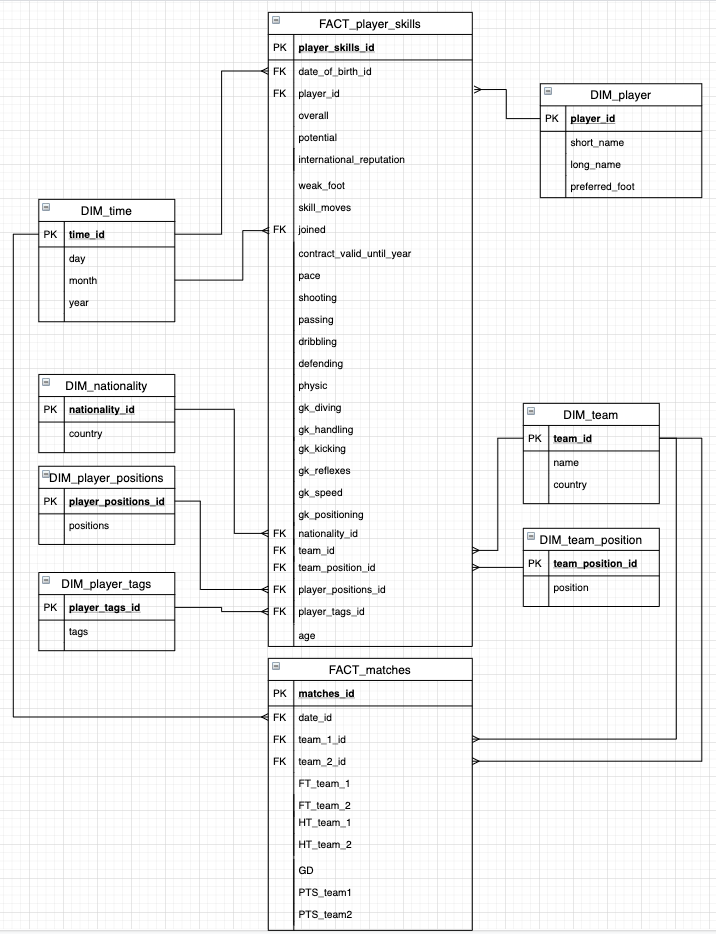 FACT_player_skills
PK player_skills_id
FK date_of_birth_id
FK player_id
overall
potential
international_reputation
weak_foot
skill_moves
FK joined
contract_valid_until_year
pace
shooting
passing
dribbling
defending
physic
gk_diving
gk_handling
gk_kicking
gk_reflexes
gk_speed
gk_positioning
FK nationality_id
FK team_id
FK team_position_id
FK player_positions_id
FK player_tags_id
age
DIM_player
PK player_id
short_name
long_name
preferred_foot
DIM_time
PK time_id
day
month
year
DIM_nationality
PK nationality_id
country
DIM_player_positions
PK player_positions_id
positions
DIM_player_tags
PK player_tags_id
tags
DIM_team
PK team_id
name
country
DIM_team_position
PK team_position_id
position
FACT_matches
PK matches_id
FK date_id
FK team_1_id
FK team_2_id
FT_team_1
FT_team_2
HT_team_1
HT_team_2
GD
PTS_team1
PTS_team2